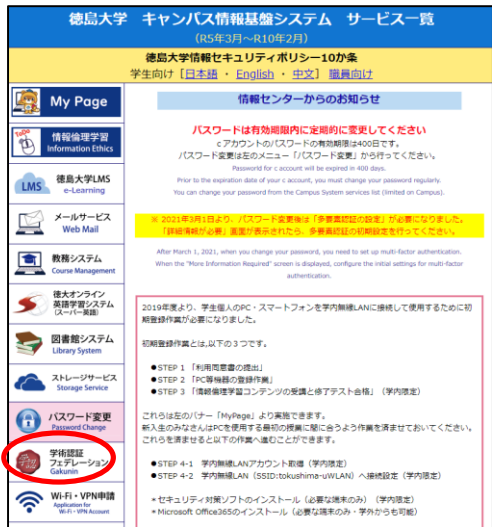 徳島大学 キャンパス情報基盤システム サービス一覧
(R5年3月～R10年2月)
徳島大学情報セキュリティポリシー10か条
学生向け [日本語 ・ English ・ 中文] 職員向け
My Page
情報倫理学習
Information Ethics
LMS
徳島大学LMS
e-Learning
メールサービス
Web Mail
教務システム
Course Management
徳大オンライン
英語学習システム
(スーパー英語)
図書館システム
Library System
ストレージサービス
Storage Service
パスワード変更
Password Change
学術認証
フェデレーション
Gakunin
Wi-Fi・VPN申請
Application for
Wi-Fi・VPN Account
情報センターからのお知らせ
パスワードは有効期限内に定期的に変更してください
cアカウントのパスワードの有効期限は400日です。
パスワード変更は左のメニュー「パスワード変更」から行ってください。
Password for c account will be expired in 400 days.
Prior to the expiration date of your c account, you must change your password regularly.
You can change your password from the Campus System services list (limited on Campus).
※ 2021年3月1日より、パスワード変更後は「多要素認証の設定」が必要になりました。
「詳細情報が必要」画面が表示されたら、多要素認証の初期設定を行ってください。
After March 1, 2021, when you change your password, you need to set up multi-factor authentication.
When the "More Information Required" screen is displayed, configure the initial settings for multi-factor
authentication.
2019年度より、学生個人のPC・スマートフォンを学内無線LANに接続して使用するために初
期登録作業が必要になりました。
初期登録作業とは,以下の3つです。
●STEP 1 「利用同意書の提出」
●STEP 2 「PC等機器の登録作業」
●STEP 3 「情報倫理学習コンテンツの受講と修了テスト合格」(学内限定)
これらは左のバナー「MyPage」より実施できます。
新入生のみなさんはPCを使用する最初の授業に間に合うよう作業を済ませておいてください。
これらを済ませると以下の作業へ進むことができます。
●STEP 4-1 学内無線LANアカウント取得(学内限定)
●STEP 4-2 学内無線LAN (SSID:tokushima-uWLAN) へ接続設定(学内限定)
*セキュリティ対策ソフトのインストール(必要な端末のみ) (学内限定)
*Microsoft Office365のインストール(必要な端末のみ・学外からも可能)